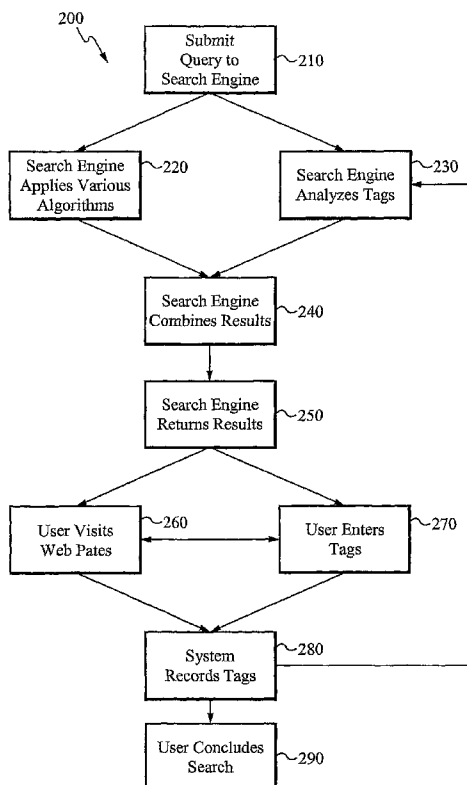 200
Submit
Query to
Search Engine
210
Search Engine
Applies Various
Algorithms
220
Search Engine
Analyzes Tags
230
Search Engine
Combines Results
240
Search Engine
Returns Results
250
User Visits
Web Pates
260
User Enters
Tags
270
System
Records Tags
280
User Concludes
Search
290